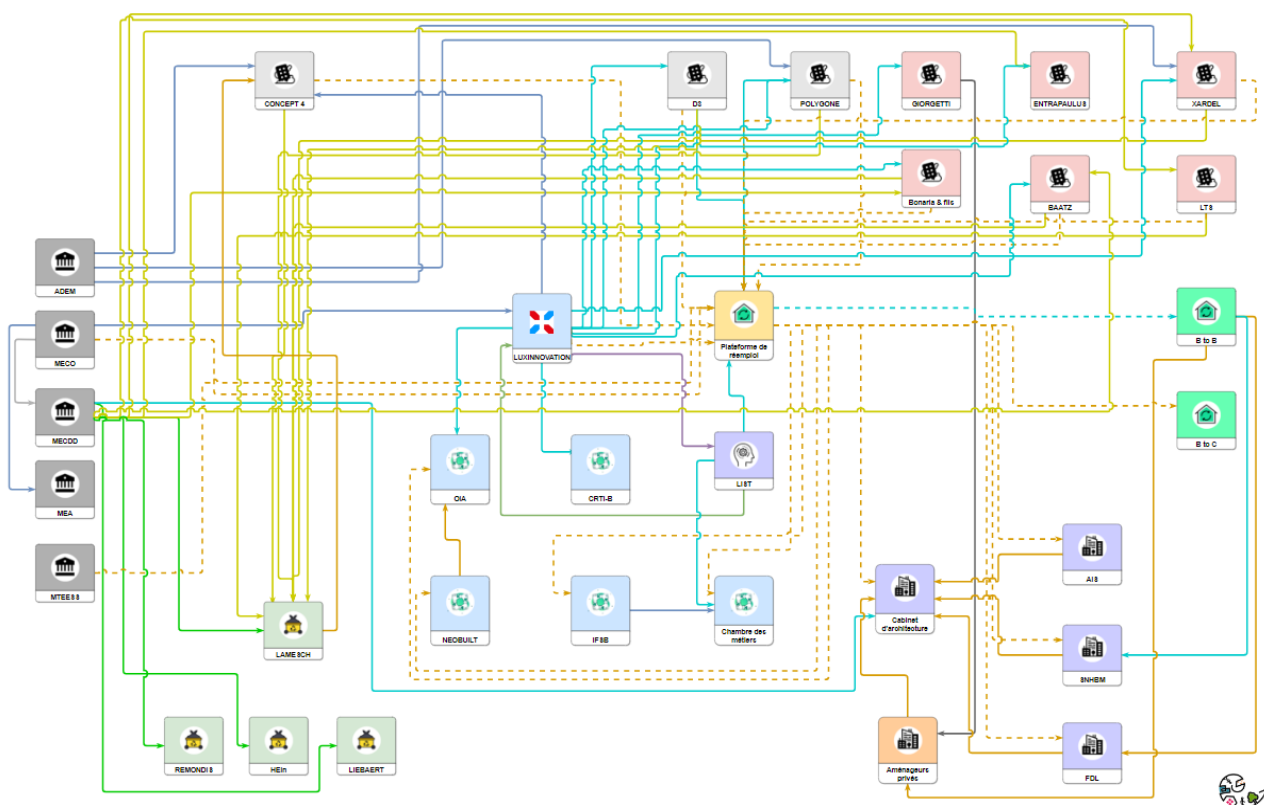 CONCEPT 4
DS
POLYGONE
GIORGETTI
ENTRAPAULUS
XARDEL
Bonaria & fils
BAATZ
LTS
ADEM
MECO
LUXINNOVATION
Plateforme de
réemploi
B to B
MECDD
B to C
MEA
OIA
CRTI-B
LIST
MTEESS
AIS
LAMESCH
NEOBUILT
IFSB
Chambre des
métiers
Cabinet
d'architecture
SNHBM
REMONDIS
HEIn
LIEBAERT
Aménageurs
privés
FDL